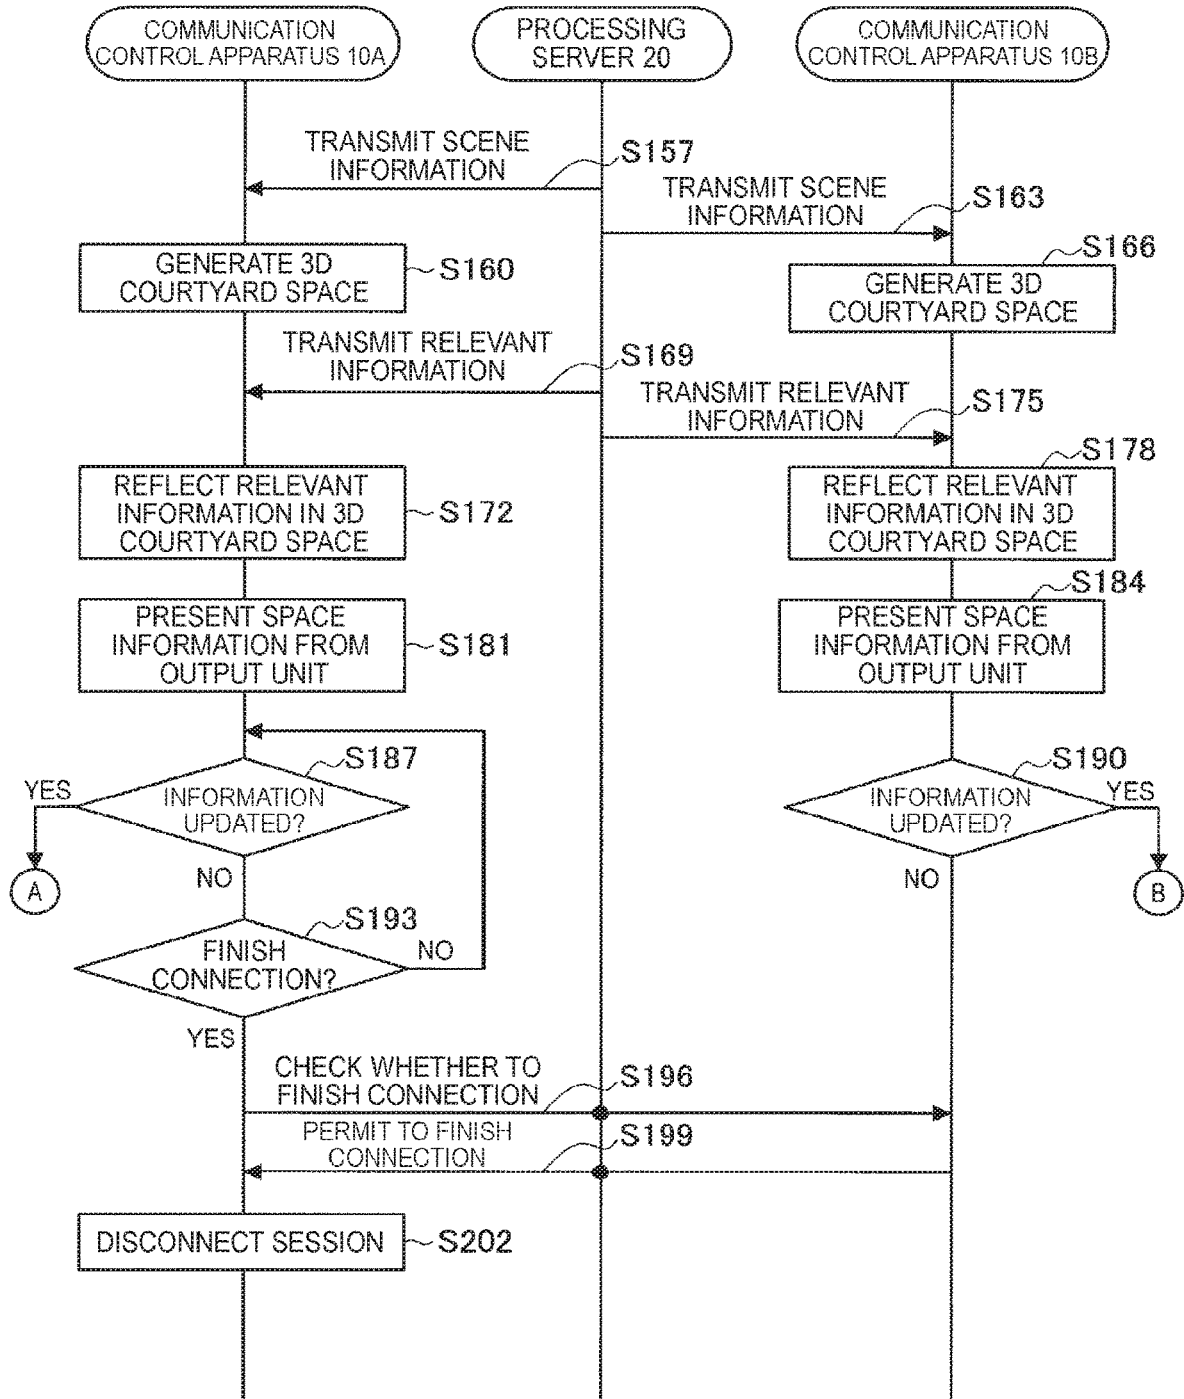 COMMUNICATION
CONTROL APPARATUS 10A
PROCESSING
SERVER 20
COMMUNICATION
CONTROL APPARATUS 10B
TRANSMIT SCENE
INFORMATION
S157
TRANSMIT SCENE
INFORMATION
S163
GENERATE 3D
COURTYARD SPACE
S160
S166
GENERATE 3D
COURTYARD SPACE
TRANSMIT RELEVANT
INFORMATION
S169
TRANSMIT RELEVANT
INFORMATION
S175
REFLECT RELEVANT
INFORMATION IN 3D
COURTYARD SPACE
S172
S178
REFLECT RELEVANT
INFORMATION IN 3D
COURTYARD SPACE
PRESENT SPACE
INFORMATION FROM
OUTPUT UNIT
S181
S184
PRESENT SPACE
INFORMATION FROM
OUTPUT UNIT
S187
YES
INFORMATION
UPDATED?
NO
A
S190
YES
INFORMATION
UPDATED?
NO
B
S193
FINISH
CONNECTION?
NO
YES
CHECK WHETHER TO
FINISH CONNECTION
S196
PERMIT TO FINISH
CONNECTION
S199
DISCONNECT SESSION
S202